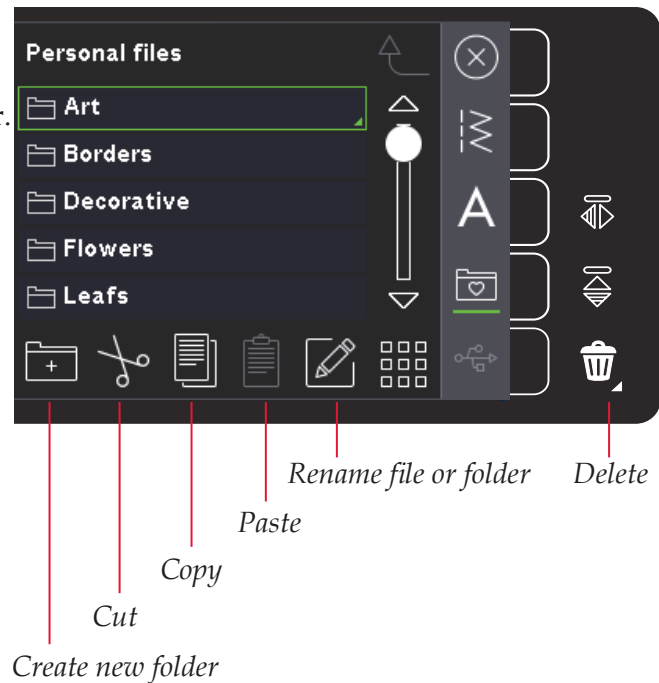 Personal files
r.
Art
Borders
Decorative
Flowers
Leafs
A
Rename file or folder
Delete
Paste
Copy
Cut
Create new folder